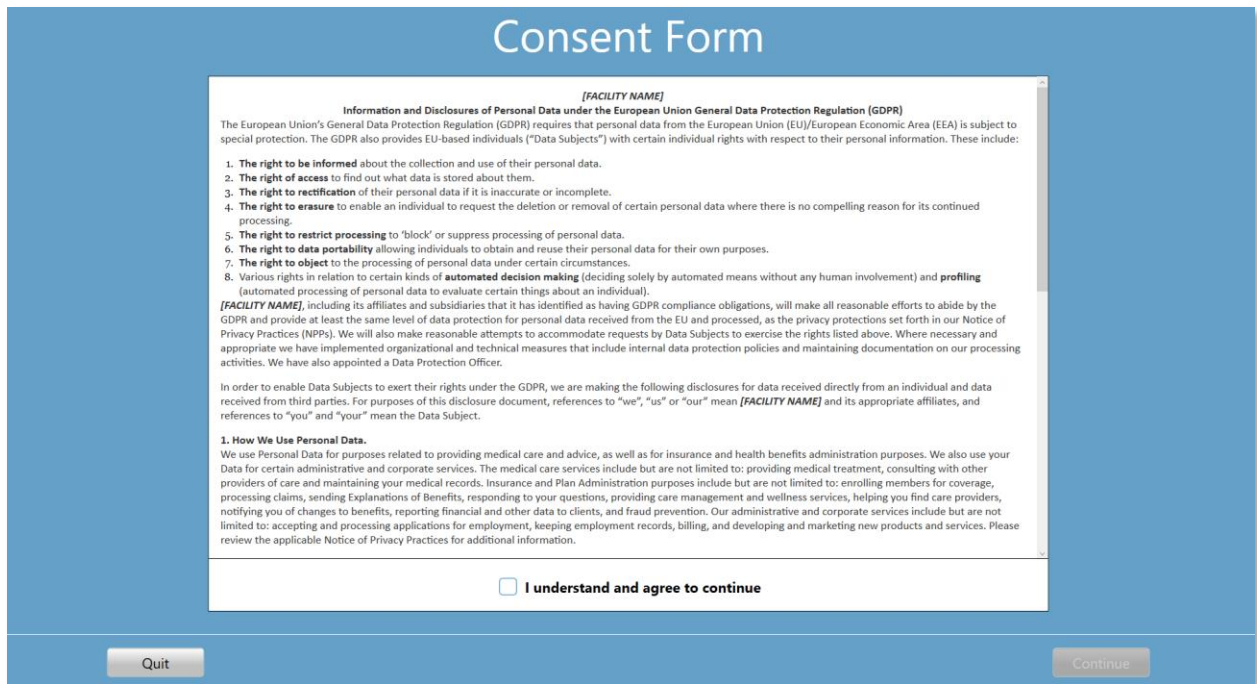 Consent Form
[FACILITY NAME]
Information and Disclosures of Personal Data under the European Union General Data Protection Regulation (GDPR)
The European Union's General Data Protection Regulation (GDPR) requires that personal data from the European Union (EU)/European Economic Area (EEA) is subject to
special protection. The GDPR also provides EU-based individuals ("Data Subjects") with certain individual rights with respect to their personal information. These include:
1. The right to be informed about the collection and use of their personal data.
2. The right of access to find out what data is stored about them.
3. The right to rectification of their personal data if it is inaccurate or incomplete.
4. The right to erasure to enable an individual to request the deletion or removal of certain personal data where there is no compelling reason for its continued
processing.
5. The right to restrict processing to 'block' or suppress processing of personal data.
6. The right to data portability allowing individuals to obtain and reuse their personal data for their own purposes.
7. The right to object to the processing of personal data under certain circumstances.
8. Various rights in relation to certain kinds of automated decision making (deciding solely by automated means without any human involvement) and profiling
(automated processing of personal data to evaluate certain things about an individual).
[FACILITY NAME], including its affiliates and subsidiaries that it has identified as having GDPR compliance obligations, will make all reasonable efforts to abide by the
GDPR and provide at least the same level of data protection for personal data received from the EU and processed, as the privacy protections set forth in our Notice of
Privacy Practices (NPPs). We will also make reasonable attempts to accommodate requests by Data Subjects to exercise the rights listed above. Where necessary and
appropriate we have implemented organizational and technical measures that include internal data protection policies and maintaining documentation on our processing
activities. We have also appointed a Data Protection Officer.
In order to enable Data Subjects to exert their rights under the GDPR, we are making the following disclosures for data received directly from an individual and data
received from third parties. For purposes of this disclosure document, references to "we", "us" or "our" mean [FACILITY NAME] and its appropriate affiliates, and
references to "you" and "your" mean the Data Subject.
1. How We Use Personal Data.
We use Personal Data for purposes related to providing medical care and advice, as well as for insurance and health benefits administration purposes. We also use your
Data for certain administrative and corporate services. The medical care services include but are not limited to: providing medical treatment, consulting with other
providers of care and maintaining your medical records. Insurance and Plan Administration purposes include but are not limited to: enrolling members for coverage,
processing claims, sending Explanations of Benefits, responding to your questions, providing care management and wellness services, helping you find care providers,
notifying you of changes to benefits, reporting financial and other data to clients, and fraud prevention. Our administrative and corporate services include but are not
limited to: accepting and processing applications for employment, keeping employment records, billing, and developing and marketing new products and services. Please
review the applicable Notice of Privacy Practices for additional information.
I understand and agree to continue
Quit
Continue